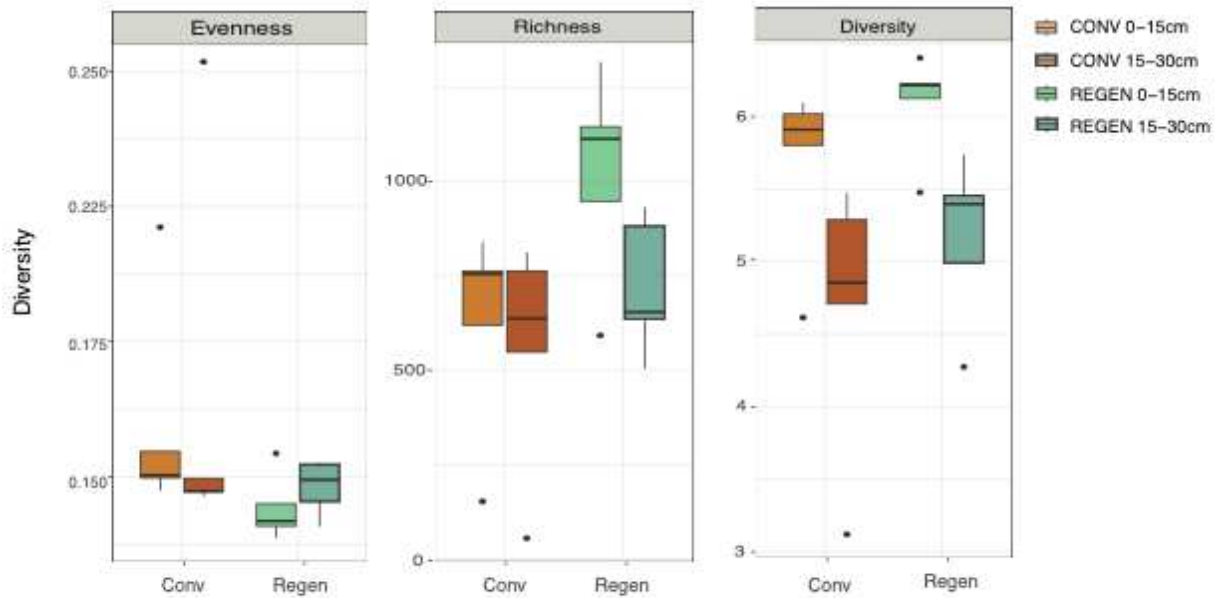 Evenness
Richness
Diversity
CONV 0-15cm
CONV 15-30cm
REGEN 0-15cm
REGEN 15-30cm
Diversity
0.250
0.225
0.175
0.150
1000
500
0
6
5
4
3
Conv Regen
Conv Regen
Conv Regen